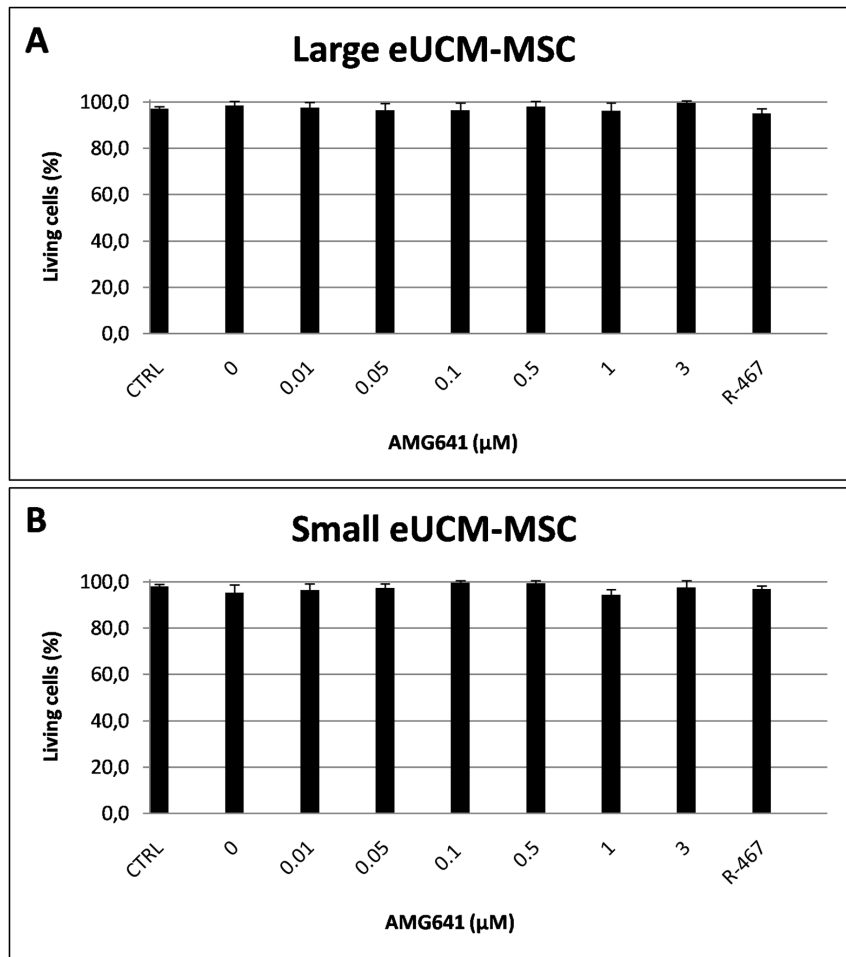 A
Large eUCM-MSC
Living cells (%)
100,0
80,0
60,0
40,0
20,0
0,0
CTRL 0 0.01 0.05 0.1 0.5 1 3 R-467
AMG641 (μM)
B
Small eUCM-MSC
Living cells (%)
100,0
80,0
60,0
40,0
20,0
0,0
CTRL 0 0.01 0.05 0.1 0.5 1 3 R-467
AMG641 (μM)